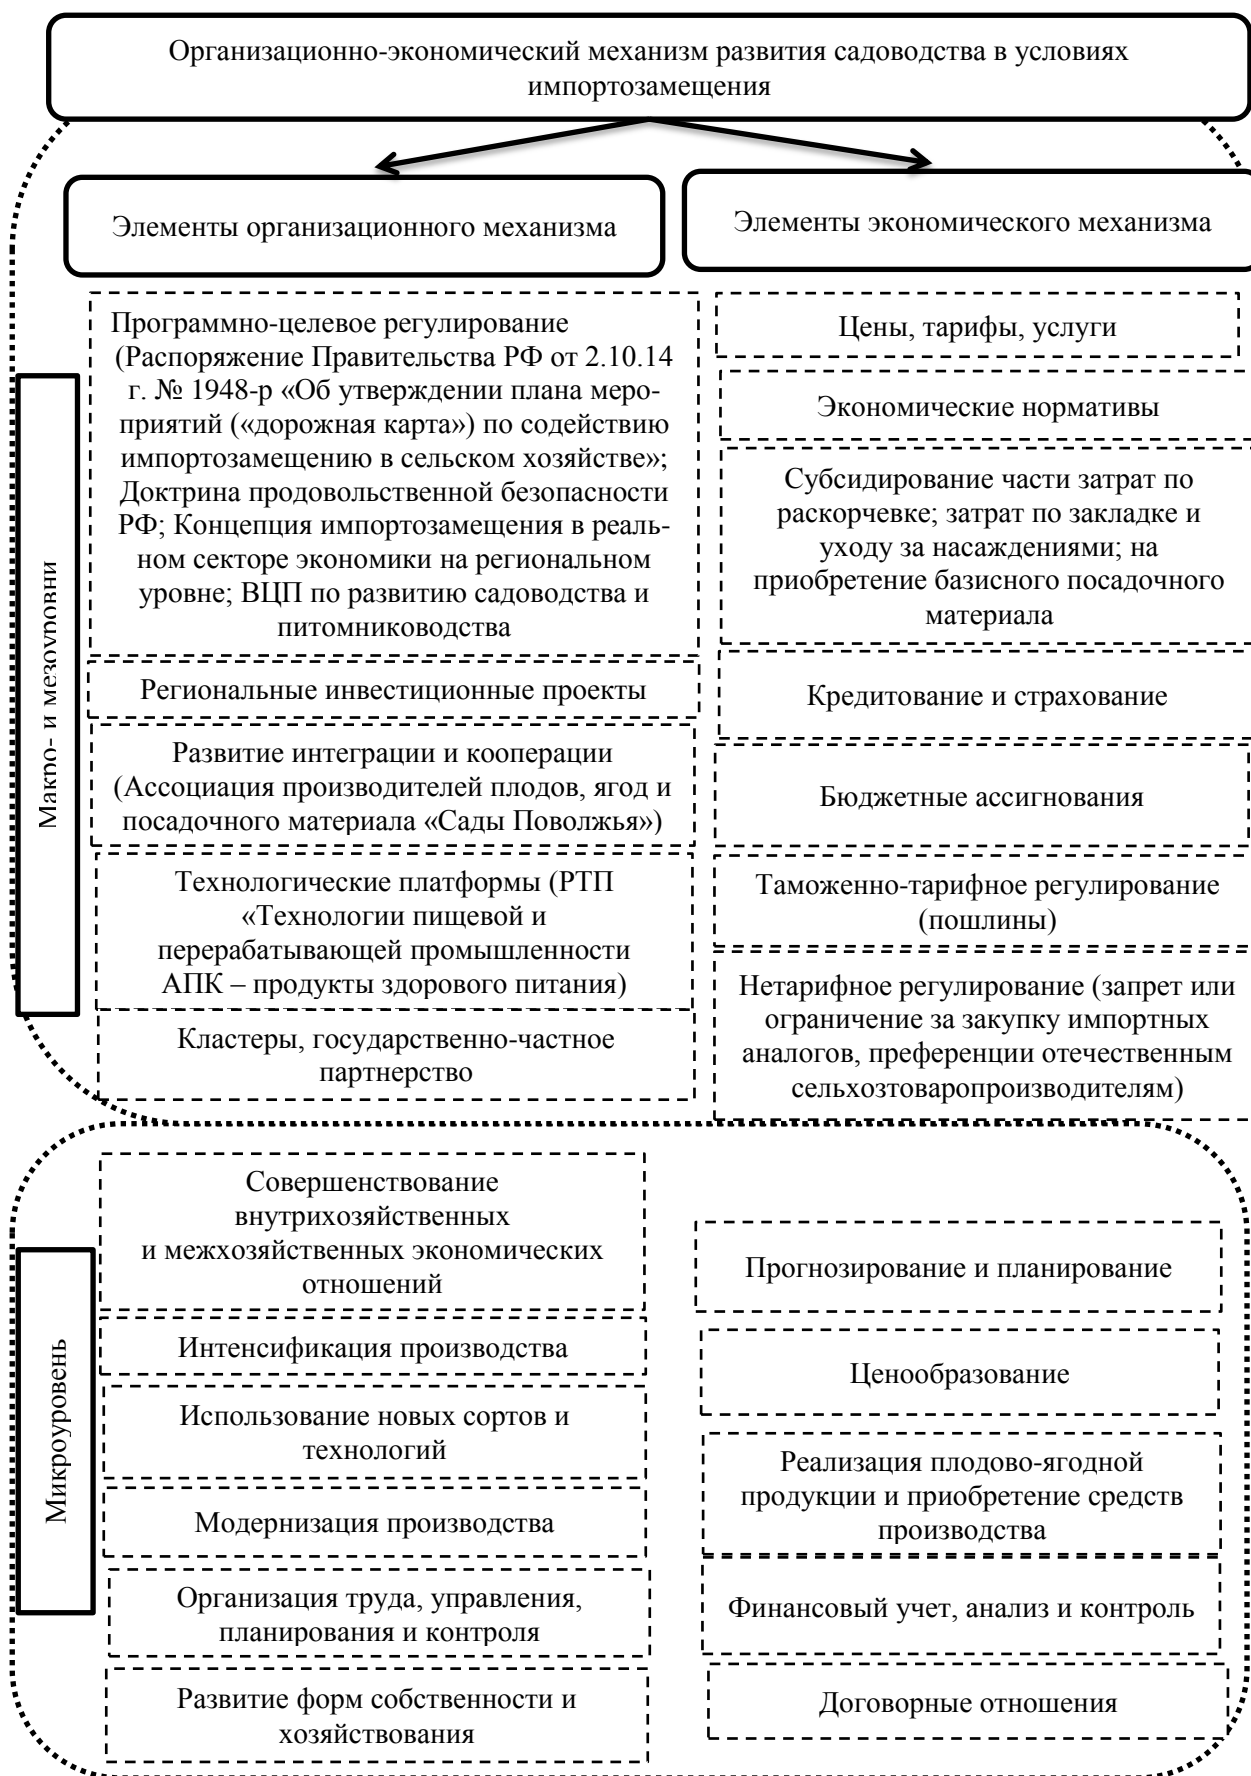 Организационно-экономический механизм развития садоводства в условиях
импортозамещения
Элементы организационного механизма
Элементы экономического механизма
Макро- и мезоуровни
Программно-целевое регулирование
(Распоряжение Правительства РФ от 2.10.14
г. № 1948-р «Об утверждении плана меро-
приятий («дорожная карта») по содействию
импортозамещению в сельском хозяйстве»;
Доктрина продовольственной безопасности
РФ; Концепция импортозамещения в реаль-
ном секторе экономики на региональном
уровне; ВЦП по развитию садоводства и
питомниководства
Региональные инвестиционные проекты
Развитие интеграции и кооперации
(Ассоциация производителей плодов, ягод и
посадочного материала «Сады Поволжья»)
Технологические платформы (РТП
«Технологии пищевой и
перерабатывающей промышленности
АПК – продукты здорового питания)
Кластеры, государственно-частное
партнерство
Цены, тарифы, услуги
Экономические нормативы
Субсидирование части затрат по
раскорчевке; затрат по закладке и
уходу за насаждениями; на
приобретение базисного посадочного
материала
Кредитование и страхование
Бюджетные ассигнования
Таможенно-тарифное регулирование
(пошлины)
Нетарифное регулирование (запрет или
ограничение за закупку импортных
аналогов, преференции отечественным
сельхозтоваропроизводителям)
Микроуровень
Совершенствование
внутрихозяйственных
и межхозяйственных экономических
отношений
Интенсификация производства
Использование новых сортов и
технологий
Модернизация производства
Организация труда, управления,
планирования и контроля
Развитие форм собственности и
хозяйствования
Прогнозирование и планирование
Ценообразование
Реализация плодово-ягодной
продукции и приобретение средств
производства
Финансовый учет, анализ и контроль
Договорные отношения